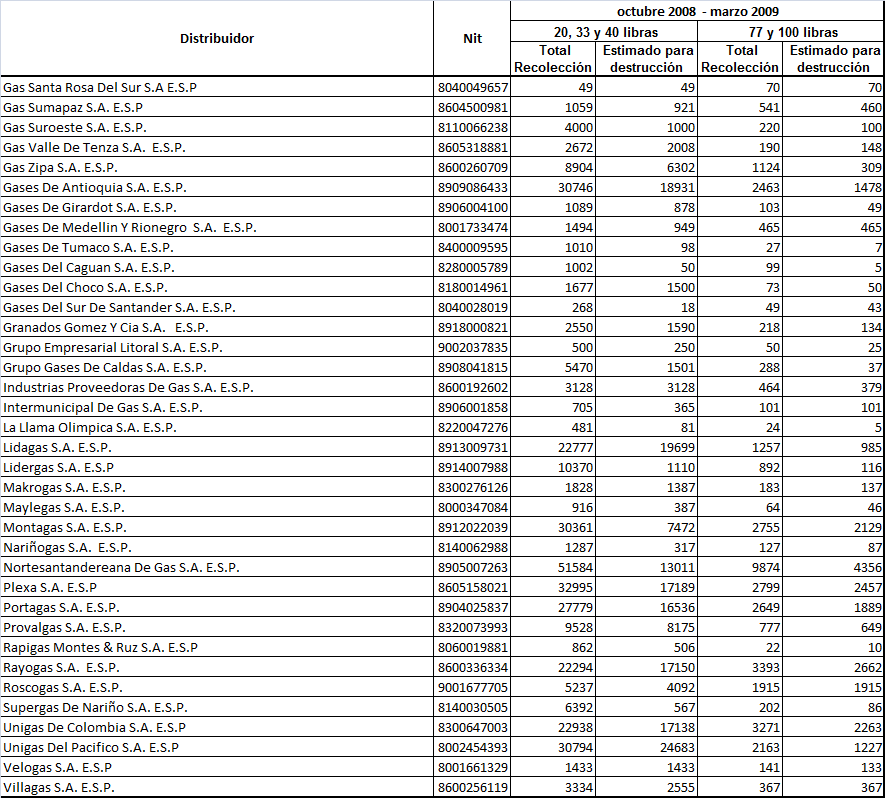 octubre 2008 - marzo 2009
Distribuidor Nit 20, 33 y 40 libras 77 y 100 libras
Total Estimado para Total Estimado para
Recolección destrucción Recolección destrucción
Gas Santa Rosa Del Sur S.A E.S.P 8040049657 49 49 70 70
Gas Sumapaz S.A. E.S.P 8604500981 1059 921 541 460
Gas Suroeste S.A. E.S.P. 8110066238 4000 1000 220 100
Gas Valle De Tenza S.A. E.S.P. 8605318881 2672 2008 190 148
Gas Zipa S.A. E.S.P. 8600260709 8904 6302 1124 309
Gases De Antioquia S.A. E.S.P. 8909086433 30746 18931 2463 1478
Gases De Girardot S.A. E.S.P. 8906004100 1089 878 103 49
Gases De Medellin Y Rionegro S.A. E.S.P. 8001733474 1494 949 465 465
Gases De Tumaco S.A. E.S.P. 8400009595 1010 98 27 7
Gases Del Caguan S.A. E.S.P. 8280005789 1002 50 99 5
Gases Del Choco S.A. E.S.P. 8180014961 1677 1500 73 50
Gases Del Sur De Santander S.A. E.S.P. 8040028019 268 18 49 43
Granados Gomez Y Cia S.A. E.S.P. 8918000821 2550 1590 218 134
Grupo Empresarial Litoral S.A. E.S.P. 9002037835 500 250 50 25
Grupo Gases De Caldas S.A. E.S.P. 8908041815 5470 1501 288 37
Industrias Proveedoras De Gas S.A. E.S.P. 8600192602 3128 3128 464 379
Intermunicipal De Gas S.A. E.S.P. 8906001858 705 365 101 101
La Llama Olimpica S.A. E.S.P. 8220047276 481 81 24 5
Lidagas S.A. E.S.P. 8913009731 22777 19699 1257 985
Lidergas S.A. E.S.P 8914007988 10370 1110 892 116
Makrogas S.A. E.S.P. 8300276126 1828 1387 183 137
Maylegas S.A. E.S.P. 8000347084 916 387 64 46
Montagas S.A. E.S.P. 8912022039 30361 7472 2755 2129
Nariñogas S.A. E.S.P. 8140062988 1287 317 127 87
Nortesantandereana De Gas S.A. E.S.P. 8905007263 51584 13011 9874 4356
Plexa S.A. E.S.P 8605158021 32995 17189 2799 2457
Portagas S.A. E.S.P. 8904025837 27779 16536 2649 1889
Provalgas S.A. E.S.P. 8320073993 9528 8175 777 649
Rapigas Montes & Ruz S.A. E.S.P 8060019881 862 506 22 10
Rayogas S.A. E.S.P. 8600336334 22294 17150 3393 2662
Roscogas S.A. E.S.P. 9001677705 5237 4092 1915 1915
Supergas De Nariño S.A. E.S.P. 8140030505 6392 567 202 86
Unigas De Colombia S.A. E.S.P 8300647003 22938 17138 3271 2263
Unigas Del Pacifico S.A. E.S.P 8002454393 30794 24683 2163 1227
Velogas S.A. E.S.P 8001661329 1433 1433 141 133
Villagas S.A. E.S.P. 8600256119 3334 2555 367 367